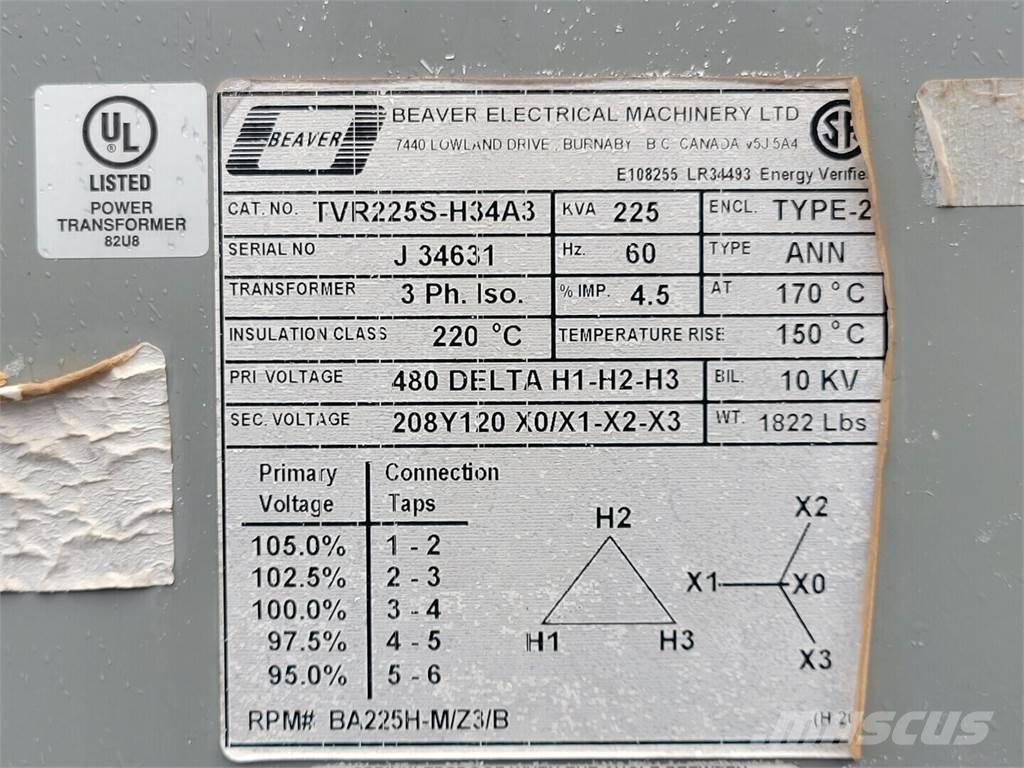 UL
LISTED
POWER
TRANSFORMER
82U8
BEAVER
BEAVER ELECTRICAL MACHINERY LTD
7440 LOWLAND DRIVE, BURNABY B.C. CANADA V5J 5A4
E108255 LR34493 Energy Verifie
CAT. NO. TVR225S-H34A3 KVA 225 ENCL. TYPE-2
SERIAL NO J 34631 Hz. 60 TYPE ANN
TRANSFORMER 3 Ph. Iso. % IMP. 4.5 AT 170 °C
INSULATION CLASS 220 °C TEMPERATURE RISE 150 °C
PRI VOLTAGE 480 DELTA H1-H2-H3 BIL. 10 KV
SEC. VOLTAGE 208Y120 X0/X1-X2-X3 WT. 1822 Lbs
Primary Connection
Voltage Taps
105.0% 1 - 2
102.5% 2 - 3
100.0% 3 - 4
97.5% 4 - 5
95.0% 5 - 6
H2
H1 H3
X2
X1 X0
X3
RPM# BA225H-M/Z3/B
(H 20
MASCUS